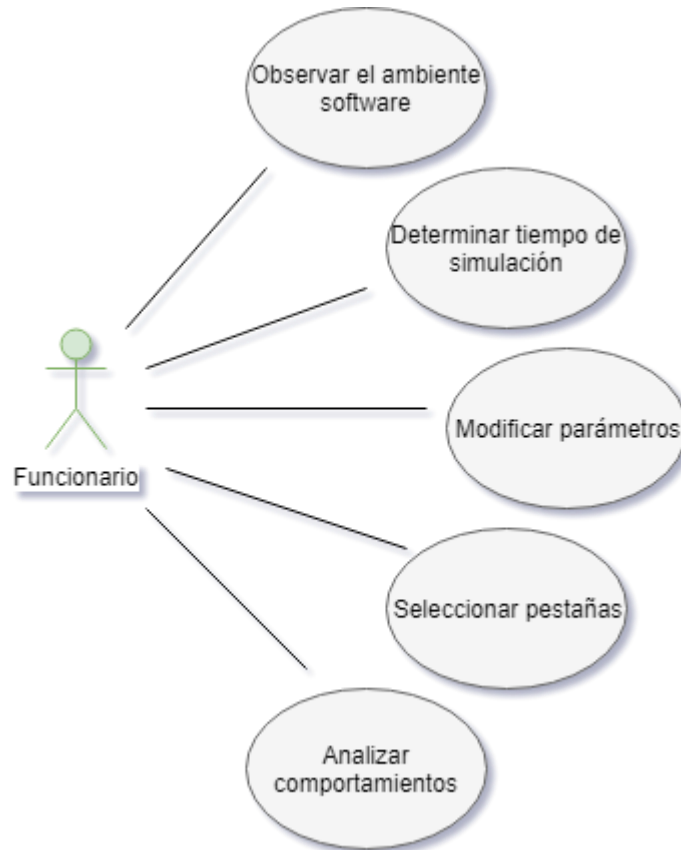 Observar el ambiente
software
Determinar tiempo de
simulación
Modificar parámetros
Funcionario
Seleccionar pestañas
Analizar
comportamientos